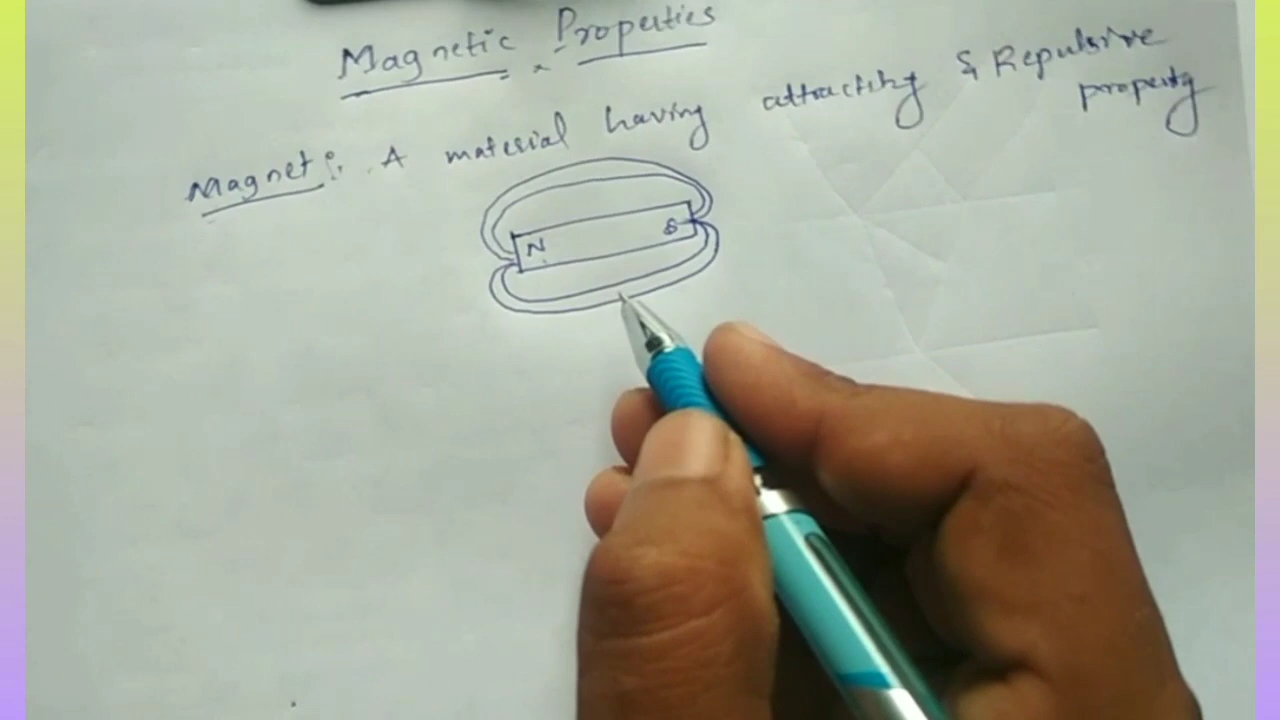 Magnetic Properties
Magnet :. A material having attracting & Repulsive
property
N S